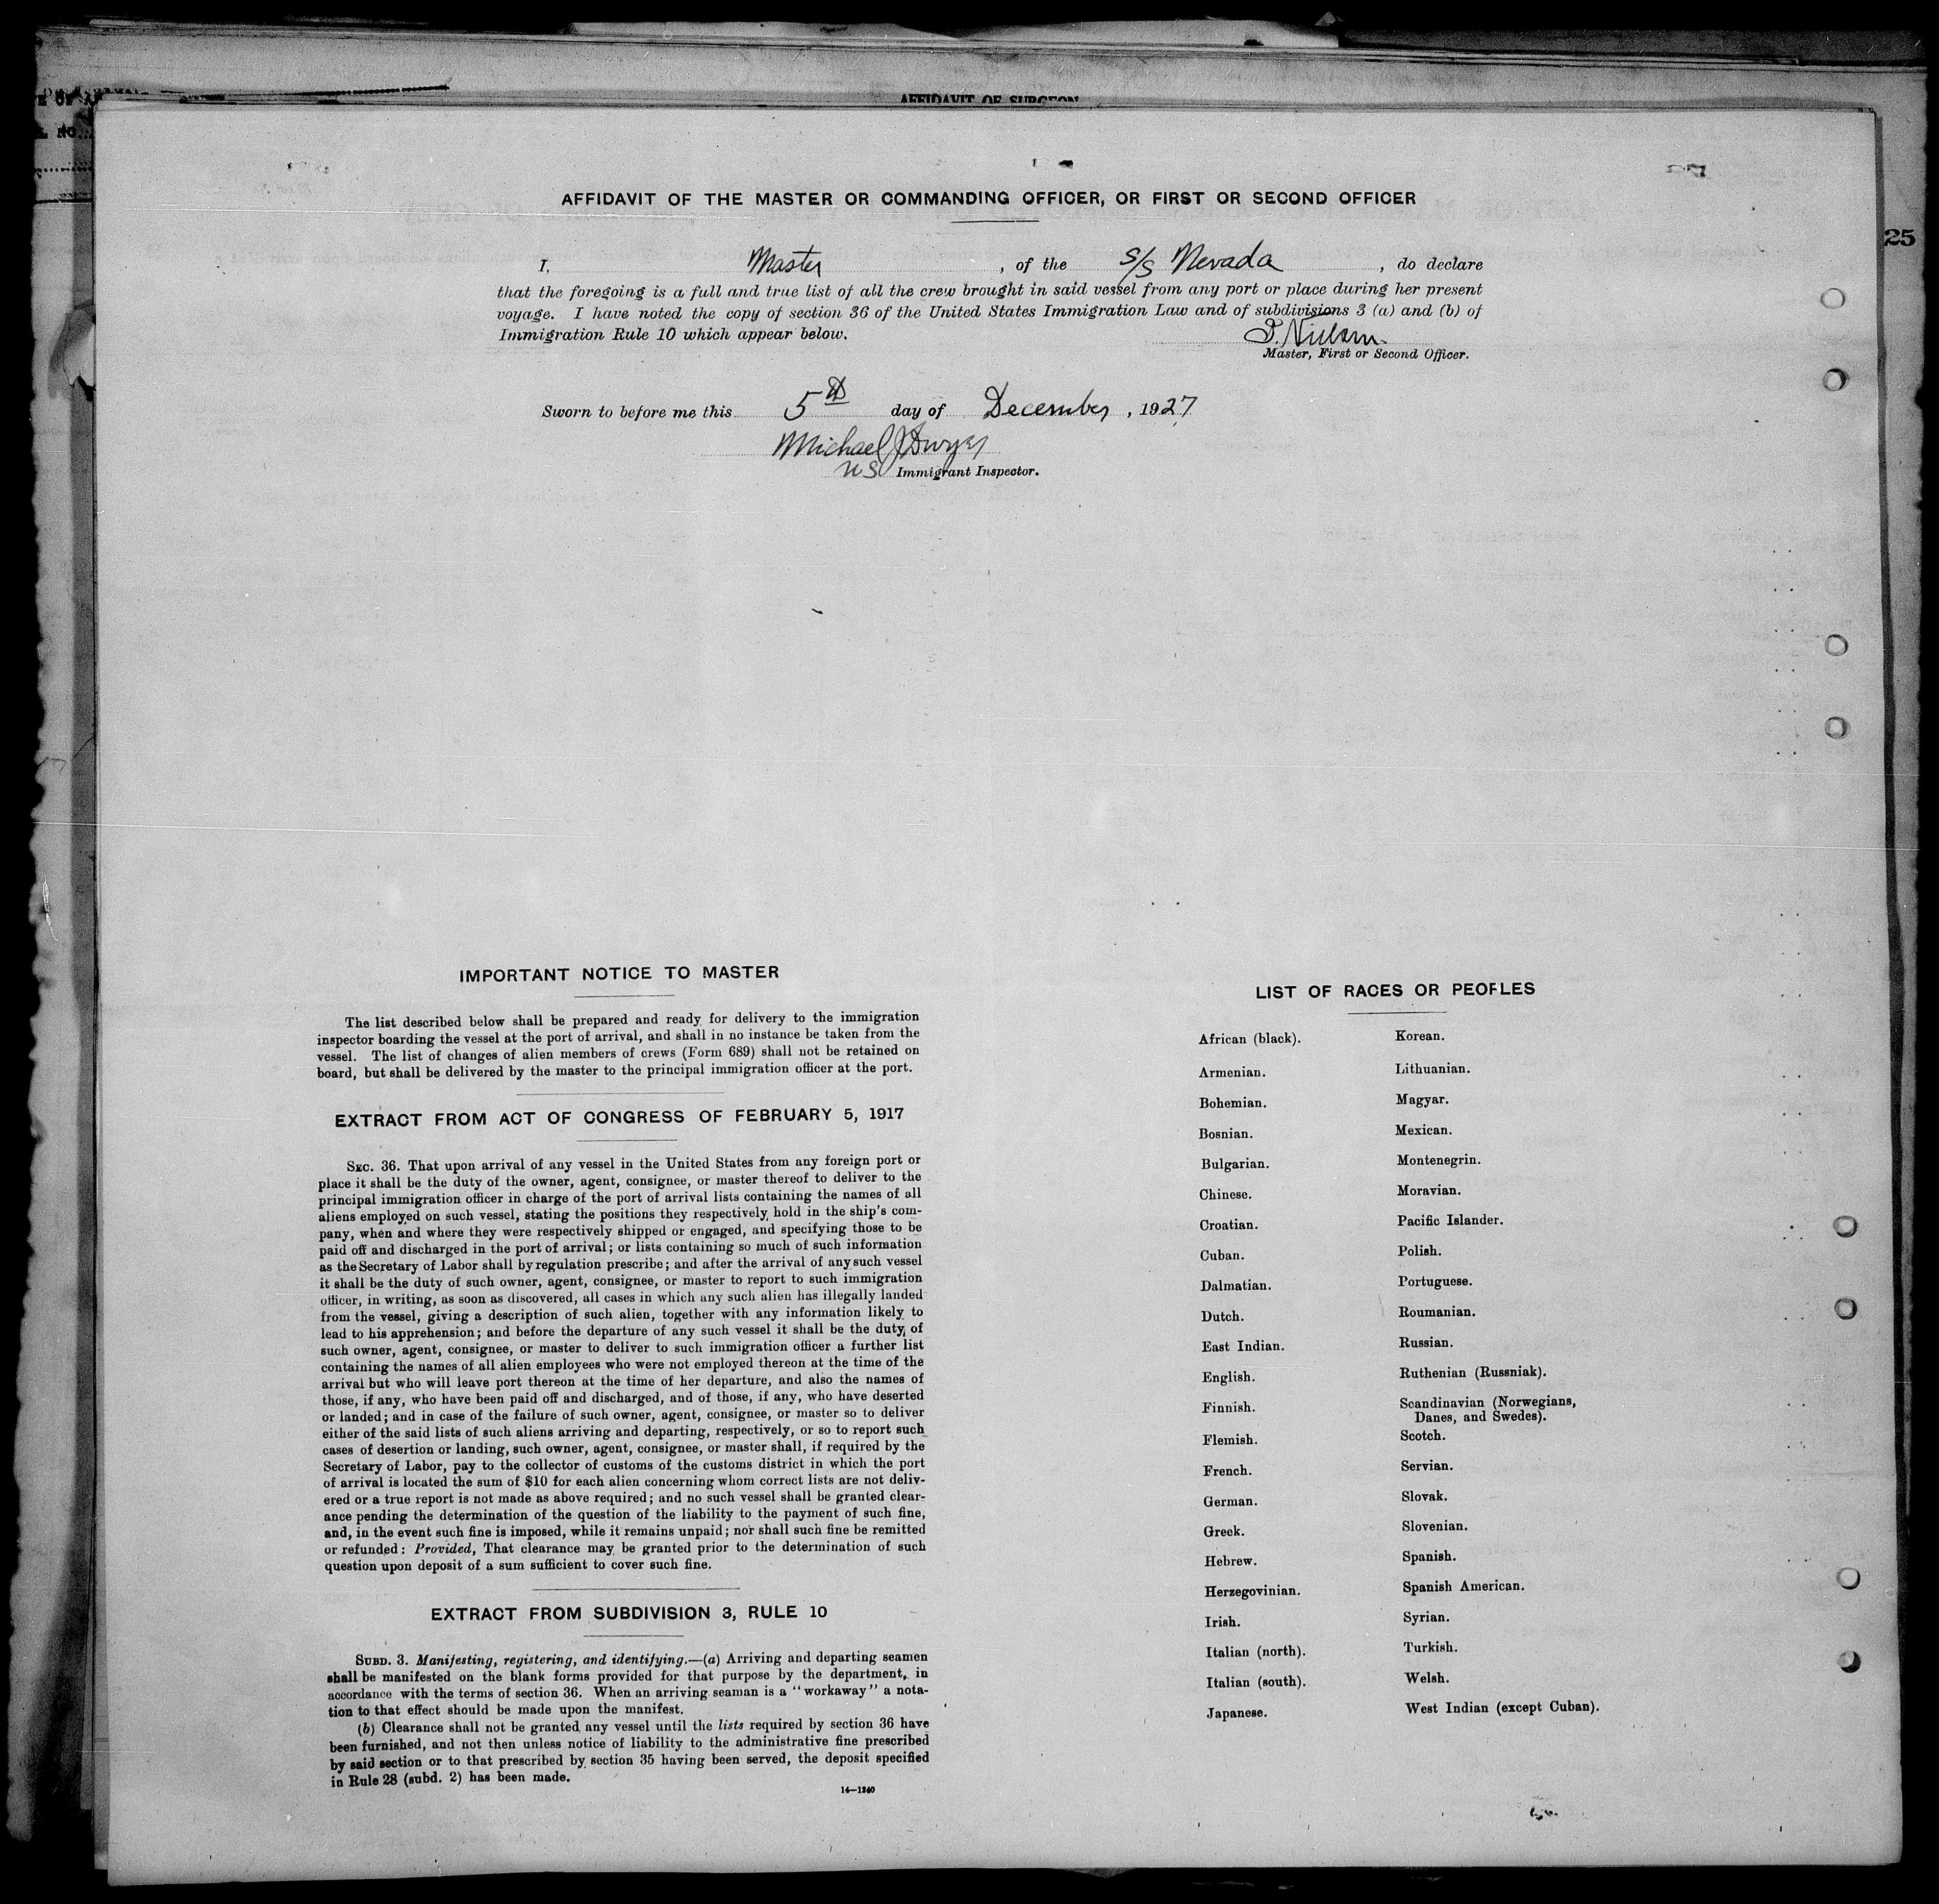 AFFIDAVIT OF SURGEON
25
AFFIDAVIT OF THE MASTER OR COMMANDING OFFICER, OR FIRST OR SECOND OFFICER
I, Master, of the S/S Nevada, do declare
that the foregoing is a full and true list of all the crew brought in said vessel from any port or place during her present
voyage. I have noted the copy of section 36 of the United States Immigration Law and of subdivisions 3 (a) and (b) of
Immigration Rule 10 which appear below.
Nielsen
Master, First or Second Officer.
Sworn to before me this 5th day of December, 1927
Michael J Dwyer
US Immigrant Inspector.
IMPORTANT NOTICE TO MASTER
The list described below shall be prepared and ready for delivery to the immigration
inspector boarding the vessel at the port of arrival, and shall in no instance be taken from the
vessel. The list of changes of alien members of crews (Form 689) shall not be retained on
board, but shall be delivered by the master to the principal immigration officer at the port.
EXTRACT FROM ACT OF CONGRESS OF FEBRUARY 5, 1917
SEC. 36. That upon arrival of any vessel in the United States from any foreign port or
place it shall be the duty of the owner, agent, consignee, or master thereof to deliver to the
principal immigration officer in charge of the port of arrival lists containing the names of all
aliens employed on such vessel, stating the positions they respectively hold in the ship's com-
pany, when and where they were respectively shipped or engaged, and specifying those to be
paid off and discharged in the port of arrival; or lists containing so much of such information
as the Secretary of Labor shall by regulation prescribe; and after the arrival of any such vessel
it shall be the duty of such owner, agent, consignee, or master to report to such immigration
officer, in writing, as soon as discovered, all cases in which any such alien has illegally landed
from the vessel, giving a description of such alien, together with any information likely to
lead to his apprehension; and before the departure of any such vessel it shall be the duty of
such owner, agent, consignee, or master to deliver to such immigration officer a further list
containing the names of all alien employees who were not employed thereon at the time of the
arrival but who will leave port thereon at the time of her departure, and also the names of
those, if any, who have been paid off and discharged, and of those, if any, who have deserted
or landed; and in case of the failure of such owner, agent, consignee, or master so to deliver
either of the said lists of such aliens arriving and departing, respectively, or so to report such
cases of desertion or landing, such owner, agent, consignee, or master shall, if required by the
Secretary of Labor, pay to the collector of customs of the customs district in which the port
of arrival is located the sum of $10 for each alien concerning whom correct lists are not deliv-
ered or a true report is not made as above required; and no such vessel shall be granted clear-
ance pending the determination of the question of the liability to the payment of such fine,
and, in the event such fine is imposed, while it remains unpaid; nor shall such fine be remitted
or refunded: Provided, That clearance may be granted prior to the determination of such
question upon deposit of a sum sufficient to cover such fine.
EXTRACT FROM SUBDIVISION 3, RULE 10
SUBD. 3. Manifesting, registering, and identifying.—(a) Arriving and departing seamen
shall be manifested on the blank forms provided for that purpose by the department, in
accordance with the terms of section 36. When an arriving seaman is a "workaway" a nota-
tion to that effect should be made upon the manifest.
(b) Clearance shall not be granted any vessel until the lists required by section 36 have
been furnished, and not then unless notice of liability to the administrative fine prescribed
by said section or to that prescribed by section 35 having been served, the deposit specified
in Rule 28 (subd. 2) has been made.
14—1240
LIST OF RACES OR PEOPLES
African (black).
Armenian.
Bohemian.
Bosnian.
Bulgarian.
Chinese.
Croatian.
Cuban.
Dalmatian.
Dutch.
East Indian.
English.
Finnish.
Flemish.
French.
German.
Greek.
Hebrew.
Herzegovinian.
Irish.
Italian (north).
Italian (south).
Japanese.
Korean.
Lithuanian.
Magyar.
Mexican.
Montenegrin.
Moravian.
Pacific Islander.
Polish.
Portuguese.
Roumanian.
Russian.
Ruthenian (Russniak).
Scandinavian (Norwegians,
Danes, and Swedes).
Scotch.
Servian.
Slovak.
Slovenian.
Spanish.
Spanish American.
Syrian.
Turkish.
Welsh.
West Indian (except Cuban).